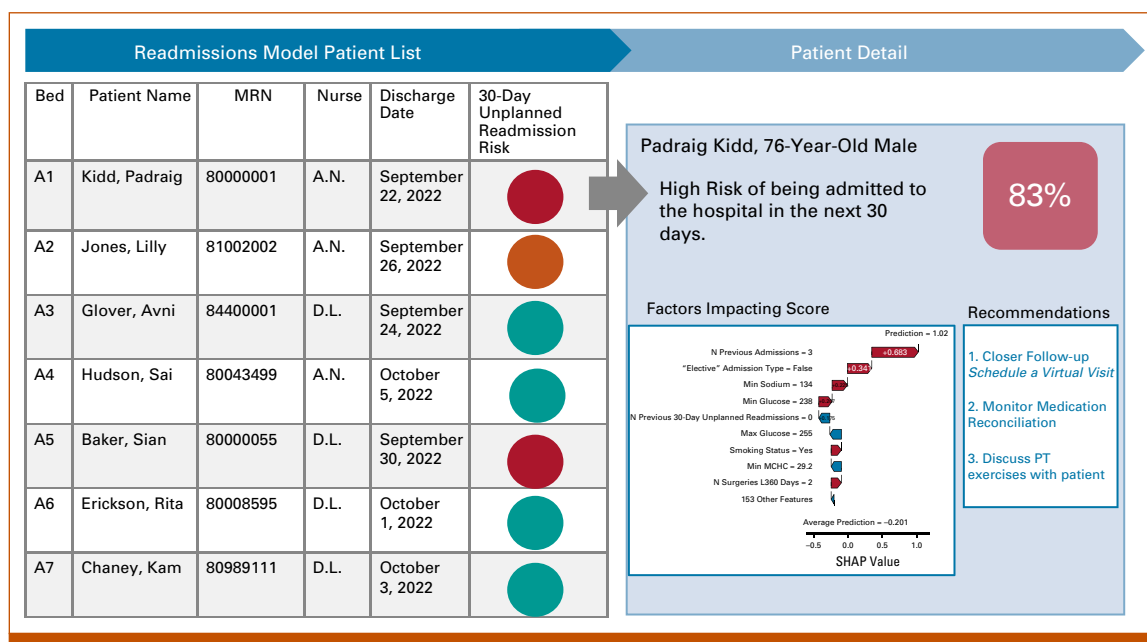 Readmissions Model Patient List
Patient Detail
Bed
Patient Name
MRN
Nurse
Discharge
Date
30-Day
Unplanned
Readmission
Risk
A1
Kidd, Padraig
80000001
A.N.
September
22, 2022
A2
Jones, Lilly
81002002
A.N.
September
26, 2022
A3
Glover, Avni
84400001
D.L.
September
24, 2022
A4
Hudson, Sai
80043499
A.N.
October
5, 2022
A5
Baker, Sian
80000055
D.L.
September
30, 2022
A6
Erickson, Rita
80008595
D.L.
October
1, 2022
A7
Chaney, Kam
80989111
D.L.
October
3, 2022
Padraig Kidd, 76-Year-Old Male
High Risk of being admitted to
the hospital in the next 30
days.
83%
Factors Impacting Score
Prediction = 1.02
N Previous Admissions = 3
+0.683
"Elective" Admission Type = False
Min Sodium = 134
Min Glucose = 238
N Previous 30-Day Unplanned Readmissions = 0
Max Glucose = 255
Smoking Status = Yes
Min MCHC = 29.2
N Surgeries L360 Days = 2
153 Other Features
Average Prediction = –0.201
–0.5
0.0
0.5
1.0
SHAP Value
Recommendations
1. Closer Follow-up
Schedule a Virtual Visit
2. Monitor Medication
Reconciliation
3. Discuss PT
exercises with patient